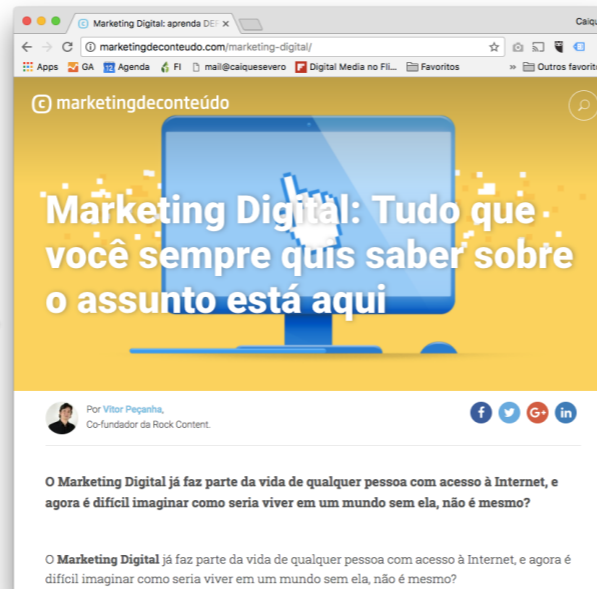 Marketing Digital: aprenda DEF ×
Caiqu
marketingdeconteudo.com/marketing-digital/
Apps GA 12 Agenda FI mail@caiquesevero Digital Media no Fli... Favoritos » Outros favorito
c marketingdeconteúdo
Marketing Digital: Tudo que
você sempre quis saber sobre
o assunto está aqui
Por Vitor Peçanha,
Co-fundador da Rock Content.
f G+ in
O Marketing Digital já faz parte da vida de qualquer pessoa com acesso à Internet, e
agora é difícil imaginar como seria viver em um mundo sem ela, não é mesmo?
O Marketing Digital já faz parte da vida de qualquer pessoa com acesso à Internet, e agora é
difícil imaginar como seria viver em um mundo sem ela, não é mesmo?